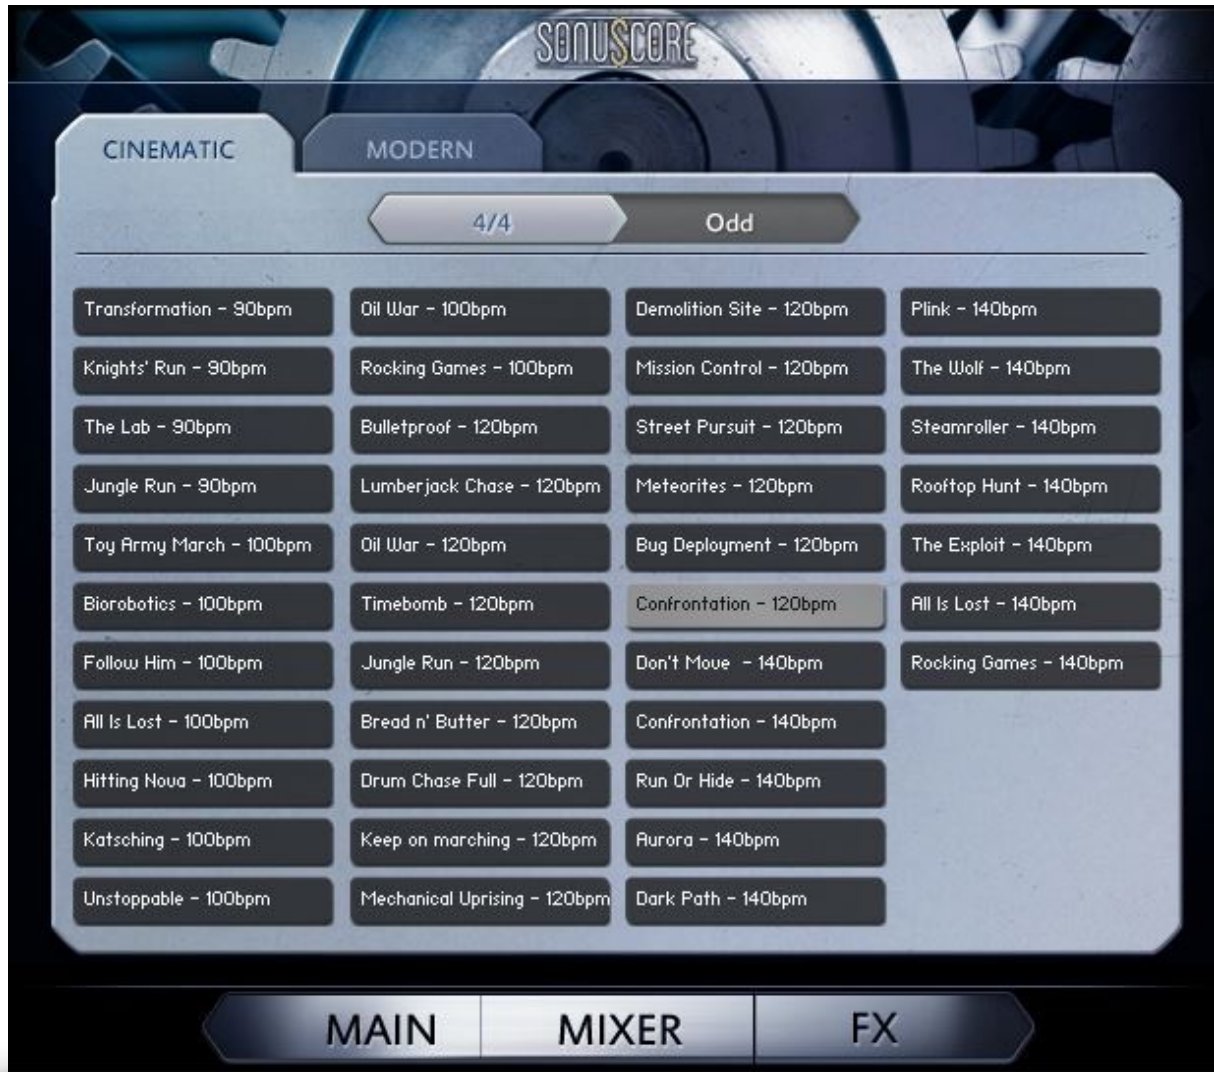 SONUSCORE
CINEMATIC
MODERN
4/4
Odd
Transformation - 90bpm
Knights' Run - 90bpm
The Lab - 90bpm
Jungle Run - 90bpm
Toy Army March - 100bpm
Biorobotics - 100bpm
Follow Him - 100bpm
All Is Lost - 100bpm
Hitting Nova - 100bpm
Katsching - 100bpm
Unstoppable - 100bpm
Oil War - 100bpm
Rocking Games - 100bpm
Bulletproof - 120bpm
Lumberjack Chase - 120bpm
Oil War - 120bpm
Timebomb - 120bpm
Jungle Run - 120bpm
Bread n' Butter - 120bpm
Drum Chase Full - 120bpm
Keep on marching - 120bpm
Mechanical Uprising - 120bpm
Demolition Site - 120bpm
Mission Control - 120bpm
Street Pursuit - 120bpm
Meteorites - 120bpm
Bug Deployment - 120bpm
Confrontation - 120bpm
Don't Move - 140bpm
Confrontation - 140bpm
Run Or Hide - 140bpm
Aurora - 140bpm
Dark Path - 140bpm
Plink - 140bpm
The Wolf - 140bpm
Steamroller - 140bpm
Rooftop Hunt - 140bpm
The Exploit - 140bpm
All Is Lost - 140bpm
Rocking Games - 140bpm
MAIN
MIXER
FX